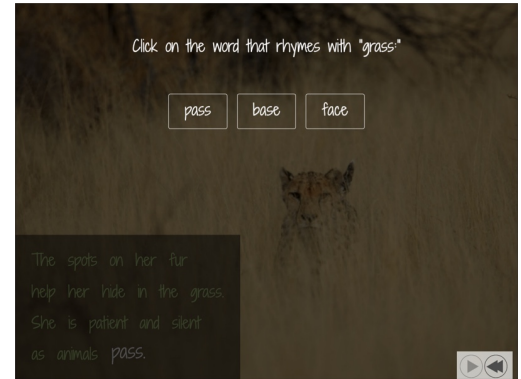 Click on the word that rhymes with "grass:"
pass base face
The spots on her fur
help her hide in the grass.
She is patient and silent
as animals pass.